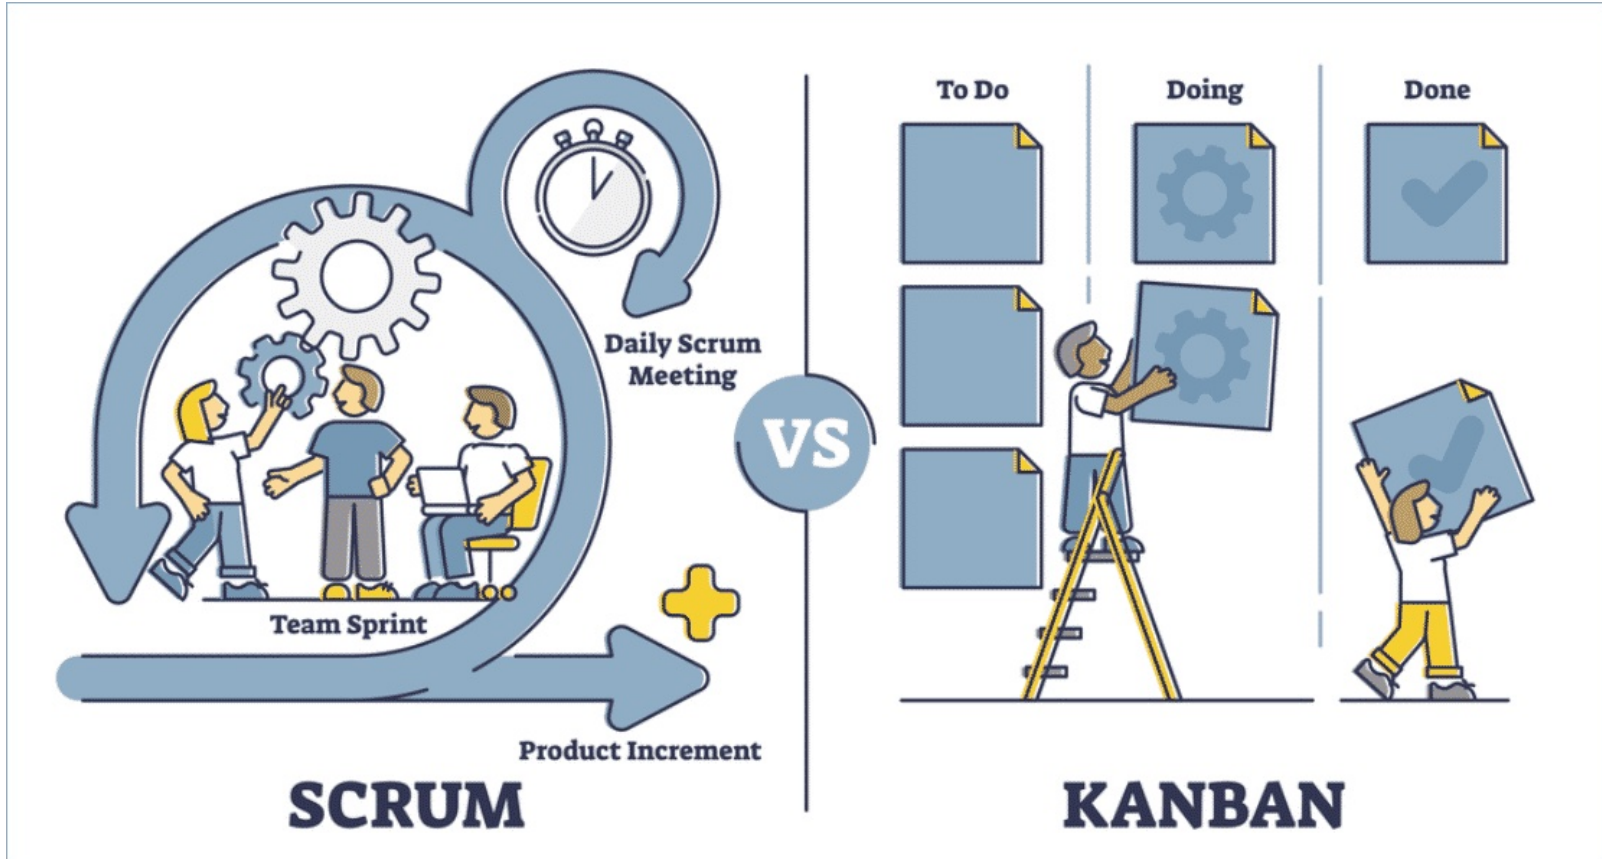 Daily Scrum
Meeting
Team Sprint
Product Increment
SCRUM
VS
To Do
Doing
Done
KANBAN